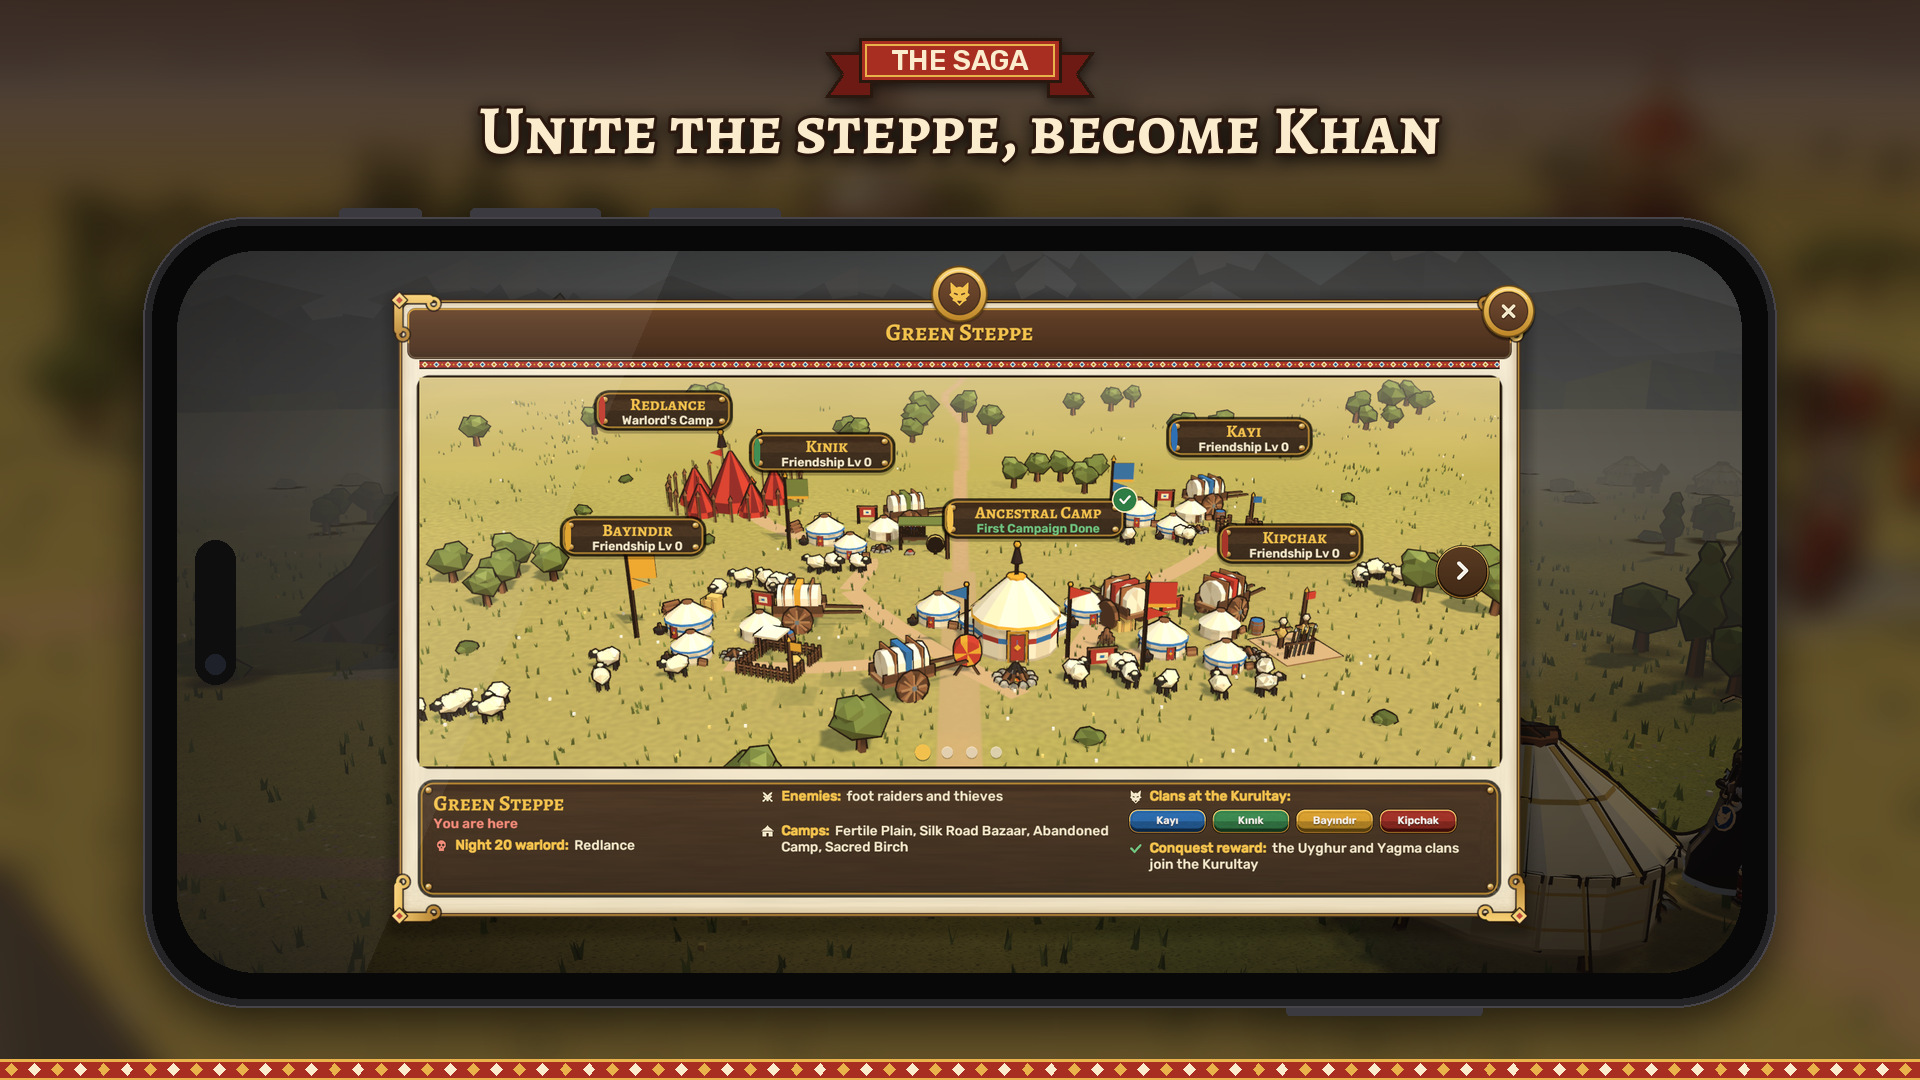 THE SAGA
Unite the steppe, become Khan
Green Steppe
Redlance
Warlord's Camp
Kinik
Friendship Lv 0
Kayi
Friendship Lv 0
Ancestral Camp
First Campaign Done
Bayindir
Friendship Lv 0
Kipchak
Friendship Lv 0
Green Steppe
You are here
Night 20 warlord: Redlance
Enemies: foot raiders and thieves
Camps: Fertile Plain, Silk Road Bazaar, Abandoned
Camp, Sacred Birch
Clans at the Kurultay:
Kayı
Kınık
Bayındır
Kipchak
Conquest reward: the Uyghur and Yagma clans
join the Kurultay